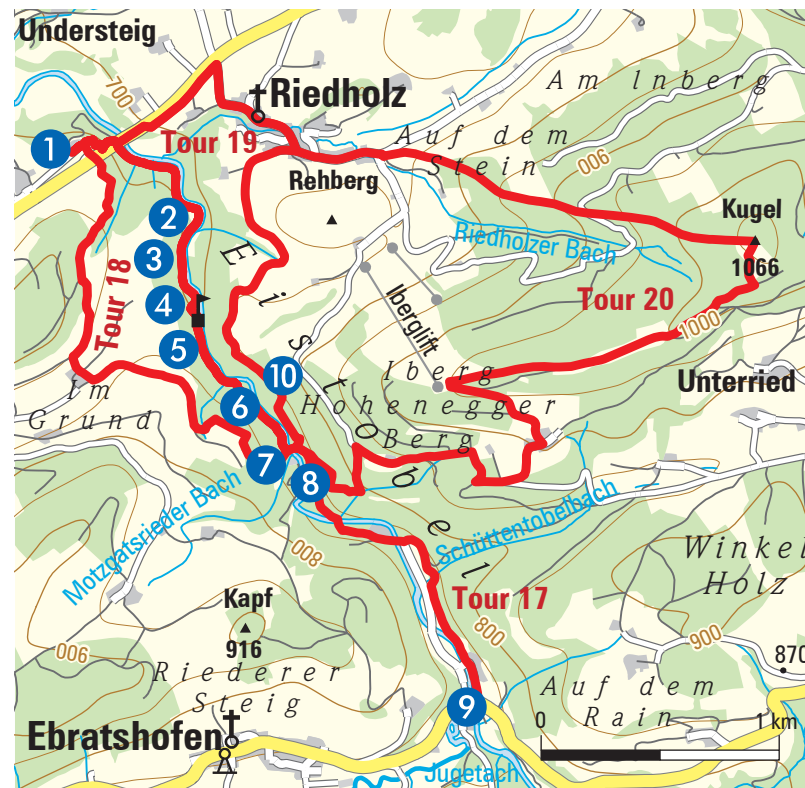 Understeig
700
Riedholz
Am Inberg
1
Tour 19
Auf dem
Stein
900
Rehberg
Kugel
1066
2
Riedholzer Bach
3
Eistobel
Tour 18
4
Iberglift
Tour 20
1000
5
Im
Grund
10
Iberg
Hohenegger
Berg
Unterried
6
7
8
Motzgatsrieder Bach
Schüttentobelbach
800
Winkel
Holz
Tour 17
Kapf
916
800
900
870
900
Riederer
Steig
Auf dem
Rain
9
0
1 km
Ebratshofen
Jugetach